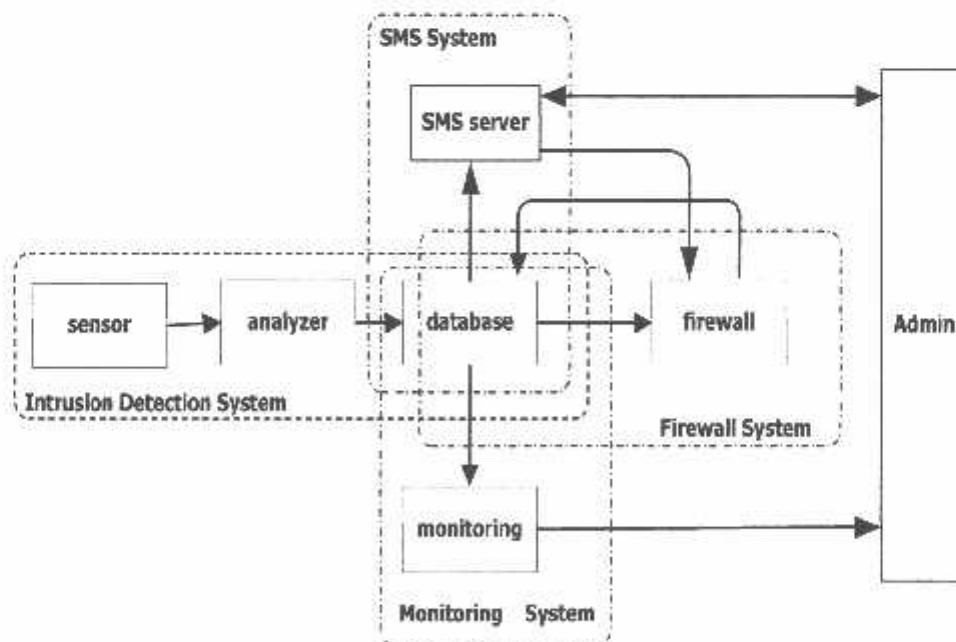 SMS System
SMS server
sensor
analyzer
database
firewall
Admin
Intrusion Detection System
Firewall System
monitoring
Monitoring System